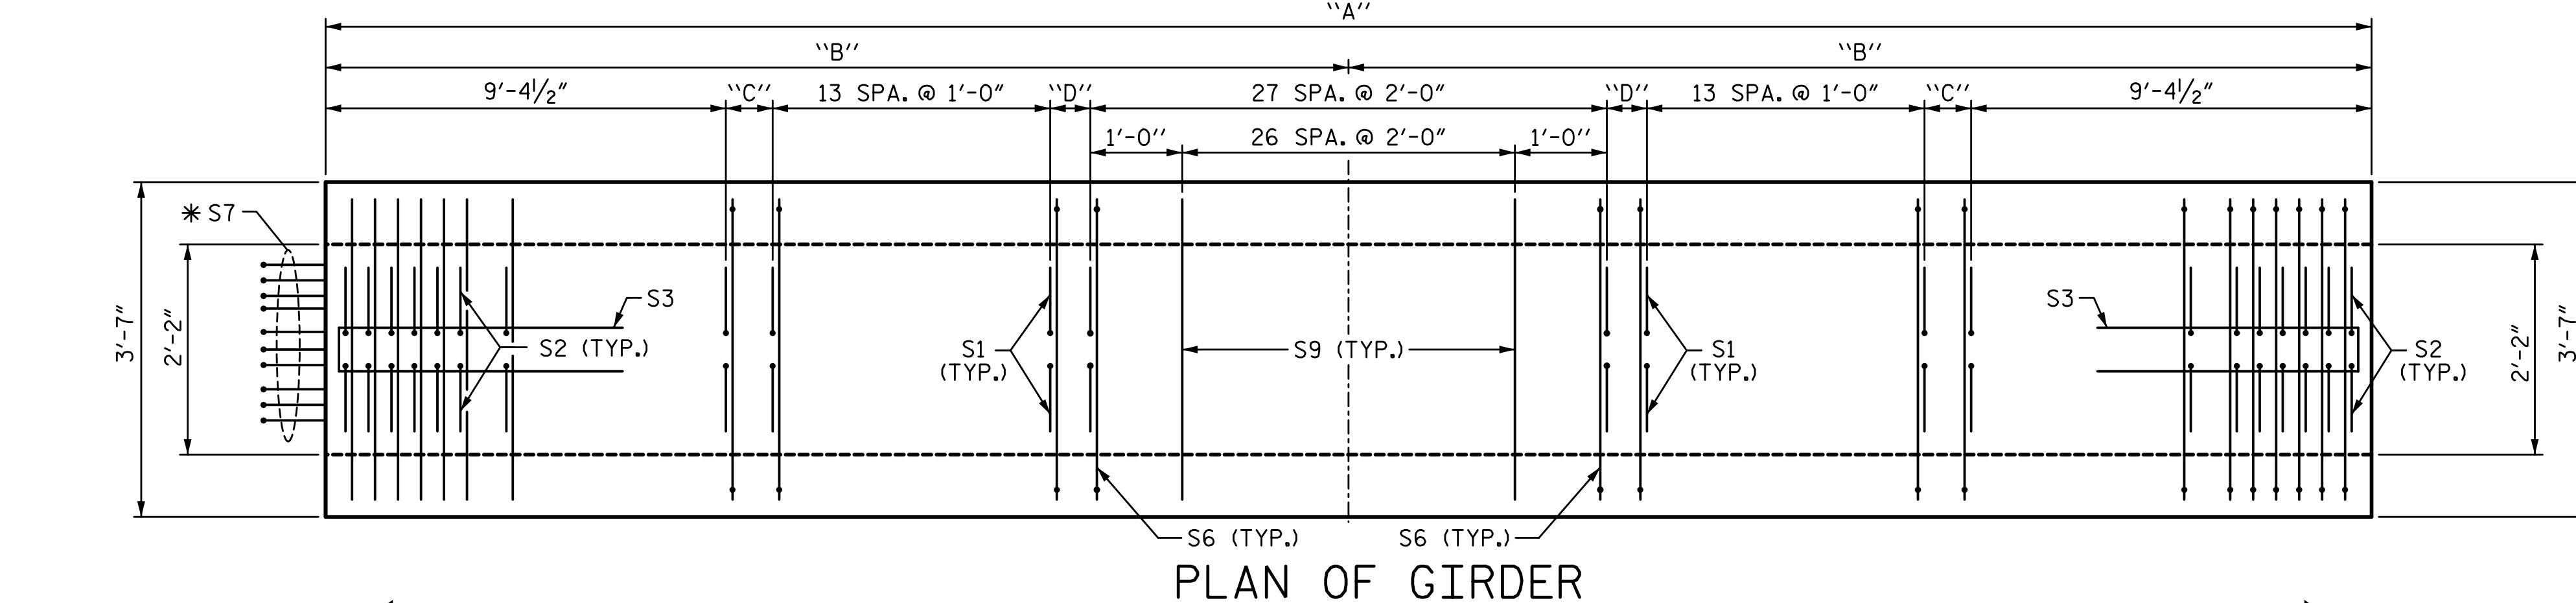 ``A''
``B'' ``B''
9'-4½" ``C'' 13 SPA. @ 1'-0" ``D'' 27 SPA. @ 2'-0" ``D'' 13 SPA. @ 1'-0" ``C'' 9'-4½"
1'-0" 26 SPA. @ 2'-0" 1'-0"
✳ S7
3'-7"
2'-2"
S3
S2 (TYP.)
S1
(TYP.)
S9 (TYP.)
S1
(TYP.)
S3
S2
(TYP.)
2'-2"
3'-7"
S6 (TYP.) S6 (TYP.)
PLAN OF GIRDER